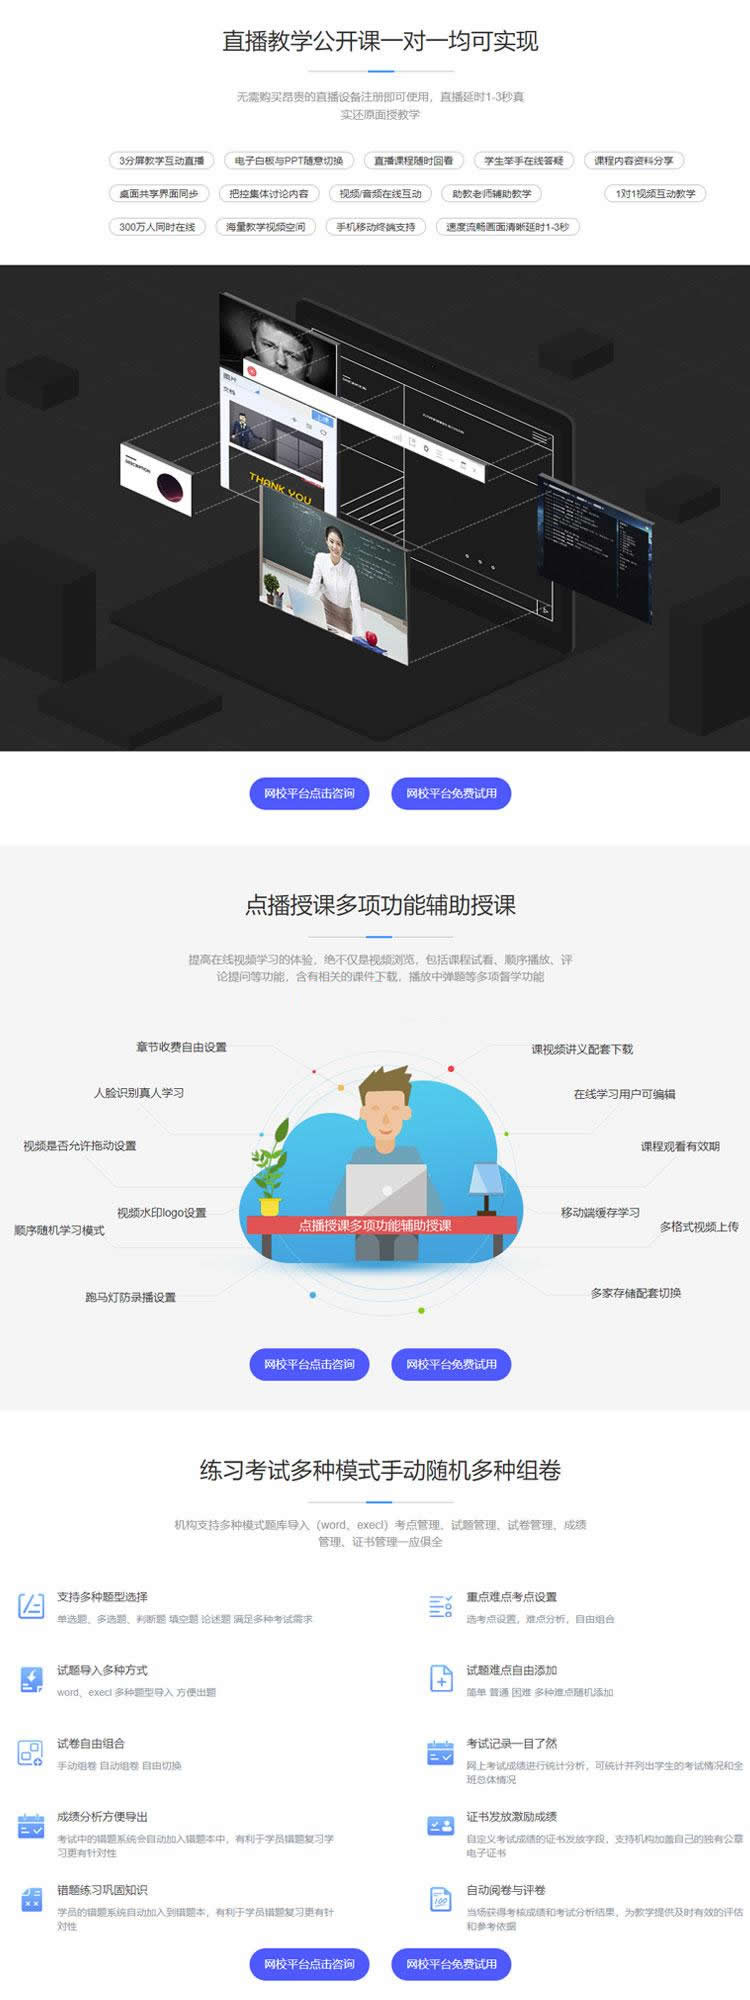 直播教学公开课一对一均可实现
无需购买昂贵的直播设备注册即可使用，直播延时1-3秒真
实还原面授教学
3分屏教学互动直播 电子白板与PPT随意切换 直播课程随时回看 学生举手在线答疑 课程内容资料分享
桌面共享界面同步 把控集体讨论内容 视频/音频在线互动 助教老师辅助教学 1对1视频互动教学
300万人同时在线 海量教学视频空间 手机移动终端支持 速度流畅画面清晰延时1-3秒
THANK YOU
网校平台点击咨询 网校平台免费试用
点播授课多项功能辅助授课
提高在线视频学习的体验，绝不仅是视频浏览，包括课程试看、顺序播放、评
论提问等功能，含有相关的课件下载，播放中弹题等多项督学功能
章节收费自由设置 课视频讲义配套下载
人脸识别真人学习 在线学习用户可编辑
视频是否允许拖动设置 课程观看有效期
视频水印logo设置 移动端缓存学习
顺序随机学习模式 多格式视频上传
点播授课多项功能辅助授课
跑马灯防录播设置 多家存储配套切换
网校平台点击咨询 网校平台免费试用
练习考试多种模式手动随机多种组卷
机构支持多种模式题库导入（word、execl）考点管理、试题管理、试卷管理、成绩
管理、证书管理一应俱全
支持多种题型选择
单选题、多选题、判断题 填空题 论述题 满足多种考试需求
重点难点考点设置
选考点设置，难点分析，自由组合
试题导入多种方式
word、execl 多种题型导入 方便出题
试题难点自由添加
简单 普通 困难 多种难点随机添加
试卷自由组合
手动组卷 自动组卷 自由切换
考试记录一目了然
网上考试成绩进行统计分析，可统计并列出学生的考试情况和全
班总体情况
成绩分析方便导出
考试中的错题系统会自动加入错题本中，有利于学员错题复习学
习更有针对性
证书发放激励成绩
自定义考试成绩的证书发放字段，支持机构加盖自己的独有公章
电子证书
错题练习巩固知识
学员的错题系统自动加入到错题本，有利于学员错题复习更有针
对性
自动阅卷与评卷
当场获得考核成绩和考试分析结果，为教学提供及时有效的评估
和参考依据
网校平台点击咨询 网校平台免费试用